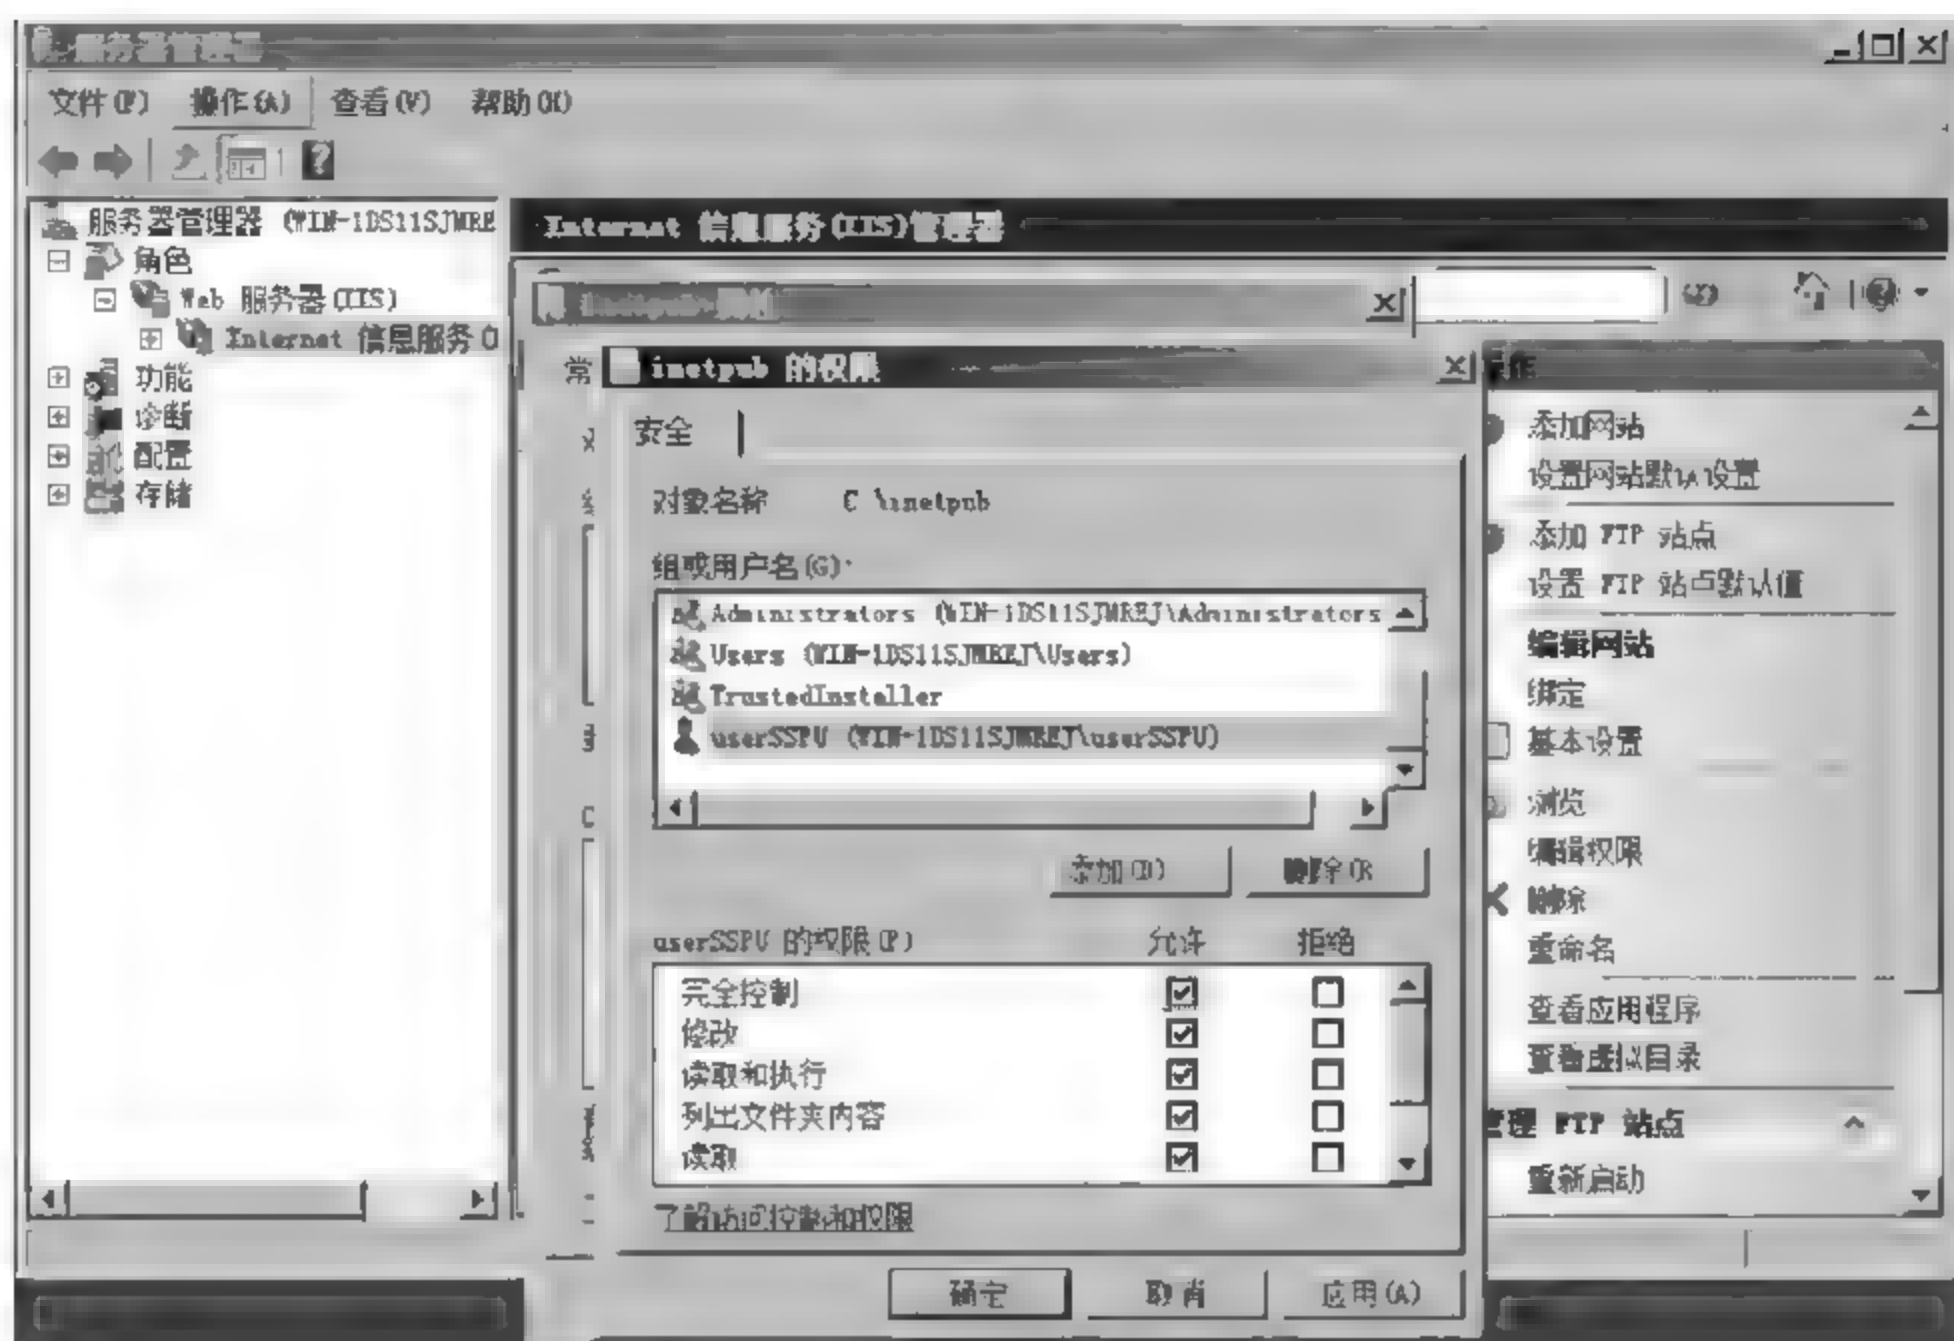 服务器管理器
文件(F) 操作(A) 查看(V) 帮助(H)
服务器管理器 (WIN-1DS11SJWRE
角色
Web 服务器(IIS)
Internet 信息服务(I
功能
诊断
配置
存储
Internet 信息服务(IIS)管理器
常
inetpub 的权限
安全
对象名称 C \inetpub
组或用户名(G):
Administrators (WIN-1DS11SJWREJ\Administrators
Users (WIN-1DS11SJWREJ\Users)
TrustedInstaller
userSSPU (WIN-1DS11SJWREJ\userSSPU)
添加(D) 删除(R
userSSPU 的权限(P) 允许 拒绝
完全控制
修改
读取和执行
列出文件夹内容
读取
了解访问控制和权限
确定 取消 应用(A)
添加网站
设置网站默认设置
添加 FTP 站点
设置 FTP 站点默认值
编辑网站
绑定
基本设置
浏览
编辑权限
删除
重命名
查看应用程序
查看虚拟目录
管理 FTP 站点
重新启动